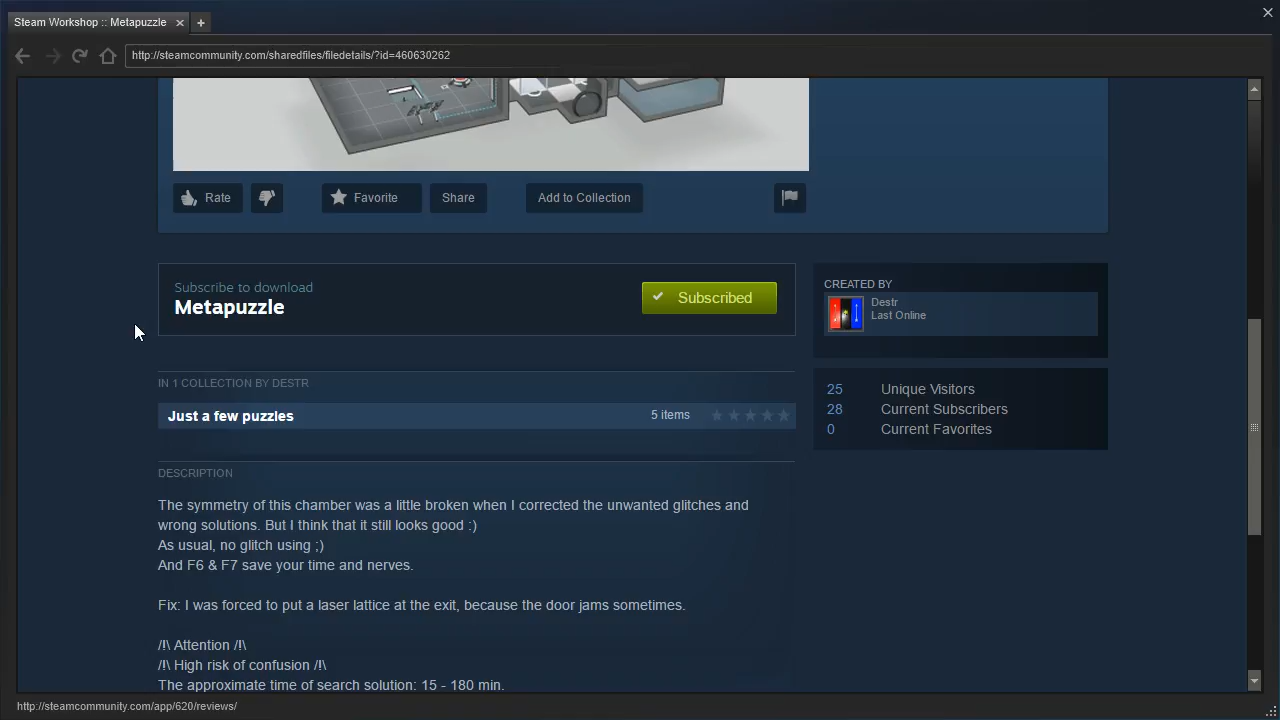 Steam Workshop :: Metapuzzle
http://steamcommunity.com/sharedfiles/filedetails/?id=460630262
Rate
Favorite
Share
Add to Collection
Subscribe to download
Metapuzzle
Subscribed
CREATED BY
Destr
Last Online
IN 1 COLLECTION BY DESTR
Just a few puzzles
5 items
25 Unique Visitors
28 Current Subscribers
0 Current Favorites
DESCRIPTION
The symmetry of this chamber was a little broken when I corrected the unwanted glitches and
wrong solutions. But I think that it still looks good :)
As usual, no glitch using ;)
And F6 & F7 save your time and nerves.
Fix: I was forced to put a laser lattice at the exit, because the door jams sometimes.
/!\ Attention /!\
/!\ High risk of confusion /!\
The approximate time of search solution: 15 - 180 min.
http://steamcommunity.com/app/620/reviews/